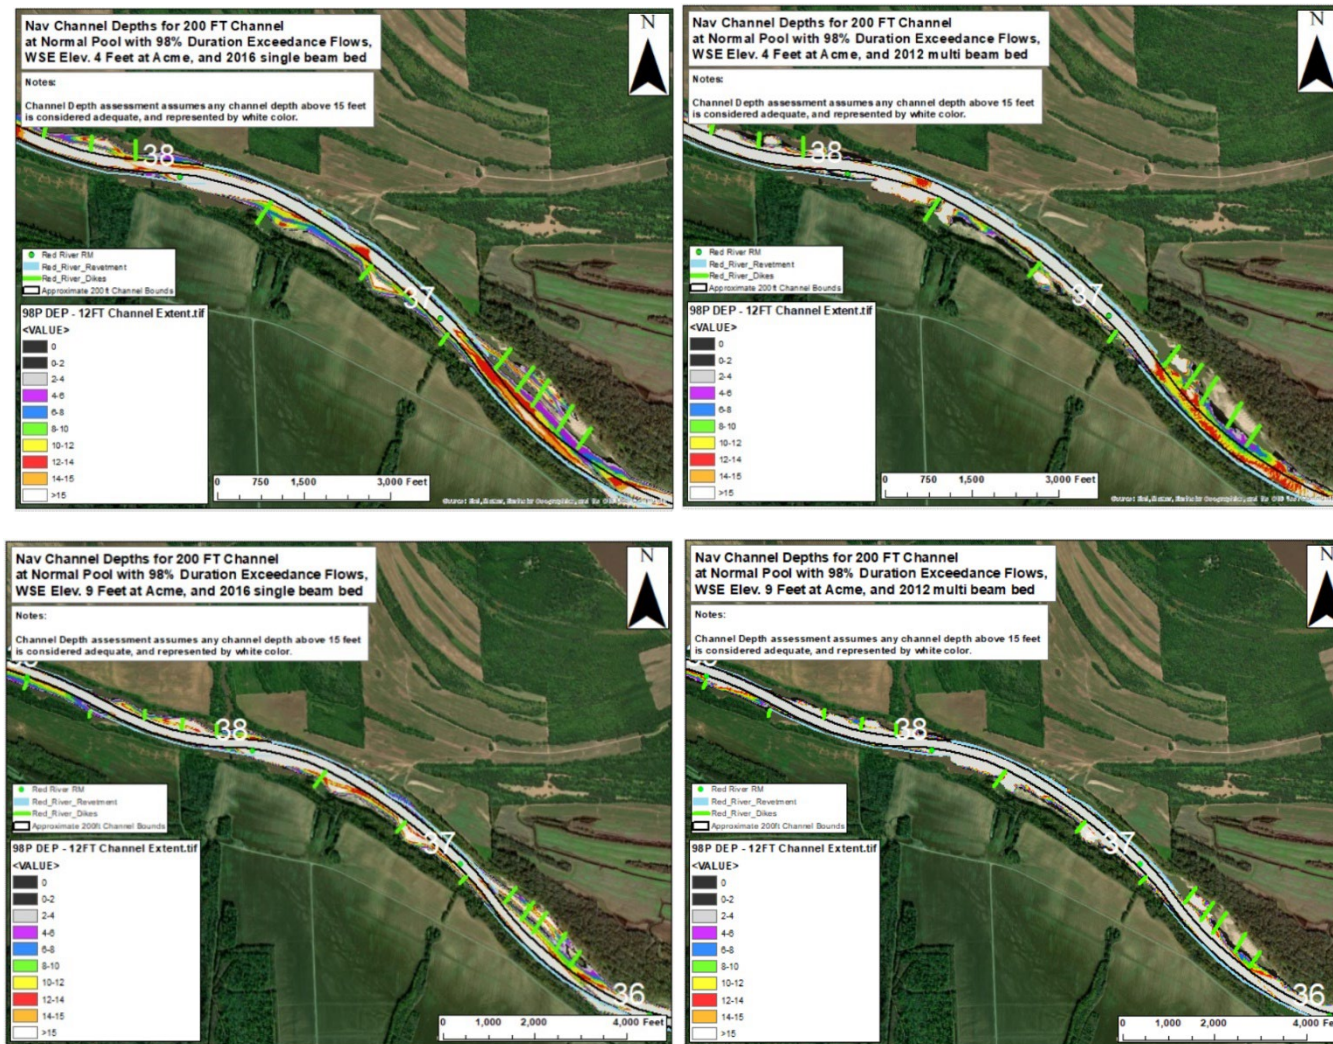 Nav Channel Depths for 200 FT Channel
at Normal Pool with 98% Duration Exceedance Flows,
WSE Elev. 4 Feet at Acme, and 2016 single beam bed
Notes:
Channel Depth assessment assumes any channel depth above 15 feet
is considered adequate, and represented by white color.
N
38
37
Red River RM
Red_River_Revetment
Red_River_Dikes
Approximate 200ft Channel Bounds
98P DEP - 12FT Channel Extent.tif
<VALUE>
0
0-2
2-4
4-6
6-8
8-10
10-12
12-14
14-15
>15
0 750 1,500 3,000 Feet
Nav Channel Depths for 200 FT Channel
at Normal Pool with 98% Duration Exceedance Flows,
WSE Elev. 4 Feet at Acme, and 2012 multi beam bed
Notes:
Channel Depth assessment assumes any channel depth above 15 feet
is considered adequate, and represented by white color.
N
38
37
Red River RM
Red_River_Revetment
Red_River_Dikes
Approximate 200ft Channel Bounds
98P DEP - 12FT Channel Extent.tif
<VALUE>
0
0-2
2-4
4-6
6-8
8-10
10-12
12-14
14-15
>15
0 750 1,500 3,000 Feet
Nav Channel Depths for 200 FT Channel
at Normal Pool with 98% Duration Exceedance Flows,
WSE Elev. 9 Feet at Acme, and 2016 single beam bed
Notes:
Channel Depth assessment assumes any channel depth above 15 feet
is considered adequate, and represented by white color.
N
38
37
36
Red River RM
Red_River_Revetment
Red_River_Dikes
Approximate 200ft Channel Bounds
98P DEP - 12FT Channel Extent.tif
<VALUE>
0
0-2
2-4
4-6
6-8
8-10
10-12
12-14
14-15
>15
0 1,000 2,000 4,000 Feet
Nav Channel Depths for 200 FT Channel
at Normal Pool with 98% Duration Exceedance Flows,
WSE Elev. 9 Feet at Acme, and 2012 multi beam bed
Notes:
Channel Depth assessment assumes any channel depth above 15 feet
is considered adequate, and represented by white color.
N
38
37
36
Red River RM
Red_River_Revetment
Red_River_Dikes
Approximate 200ft Channel Bounds
98P DEP - 12FT Channel Extent.tif
<VALUE>
0
0-2
2-4
4-6
6-8
8-10
10-12
12-14
14-15
>15
0 1,000 2,000 4,000 Fe